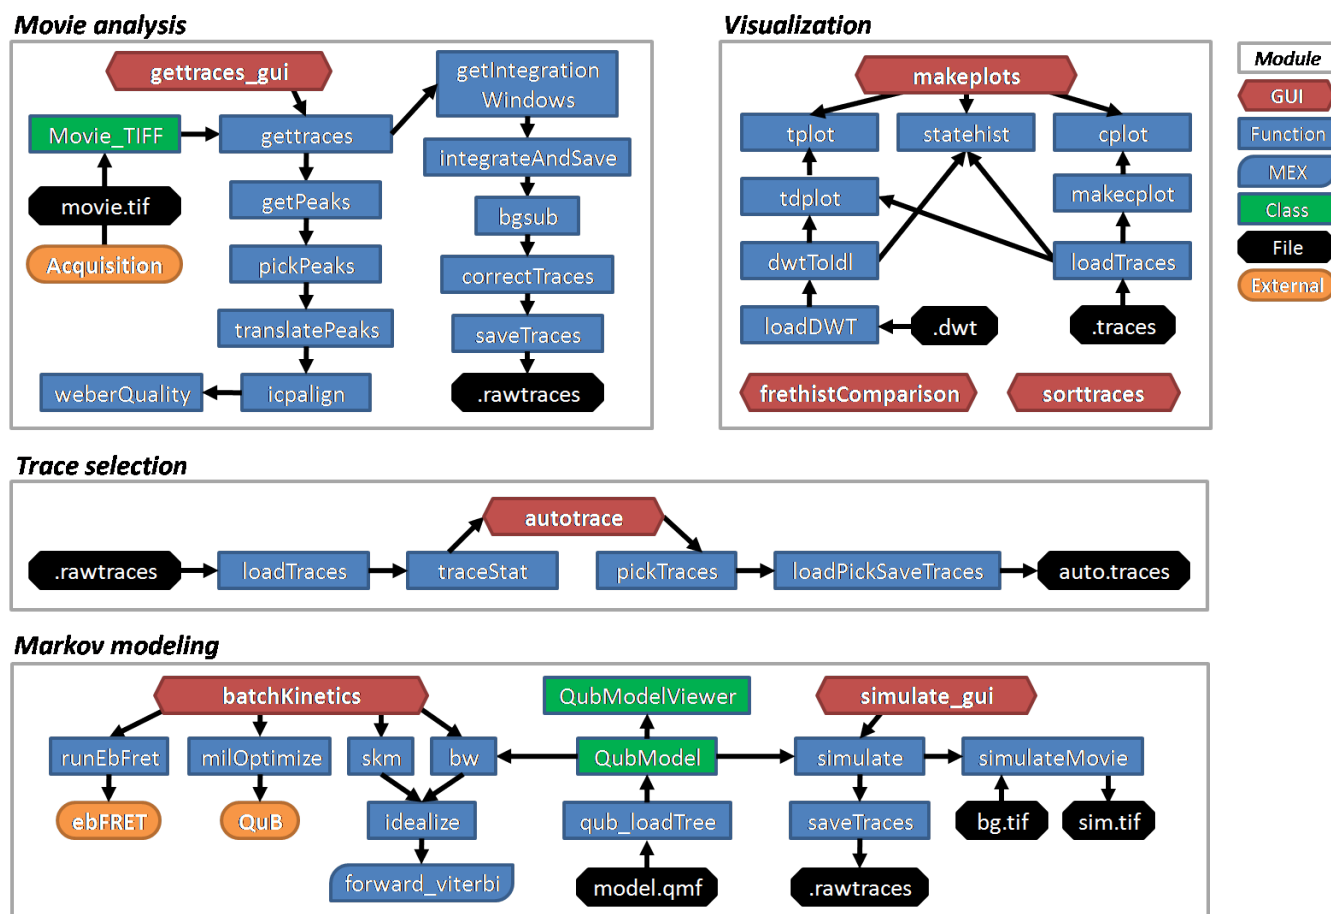 Movie analysis
gettraces_gui
getIntegration
Windows
Movie_TIFF
gettraces
integrateAndSave
movie.tif
getPeaks
bgsub
Acquisition
pickPeaks
correctTraces
translatePeaks
saveTraces
weberQuality
icpalign
.rawtraces
Visualization
makeplots
tplot
statehist
cplot
tdplot
makecplot
dwtToIdl
loadTraces
loadDWT
.dwt
.traces
frethistComparison
sorttraces
Module
GUI
Function
MEX
Class
File
External
Trace selection
autotrace
.rawtraces
loadTraces
traceStat
pickTraces
loadPickSaveTraces
auto.traces
Markov modeling
batchKinetics
QubModelViewer
simulate_gui
runEbFret
milOptimize
skm
bw
QubModel
simulate
simulateMovie
ebFRET
QuB
idealize
qub_loadTree
saveTraces
bg.tif
sim.tif
forward_viterbi
model.qmf
.rawtraces